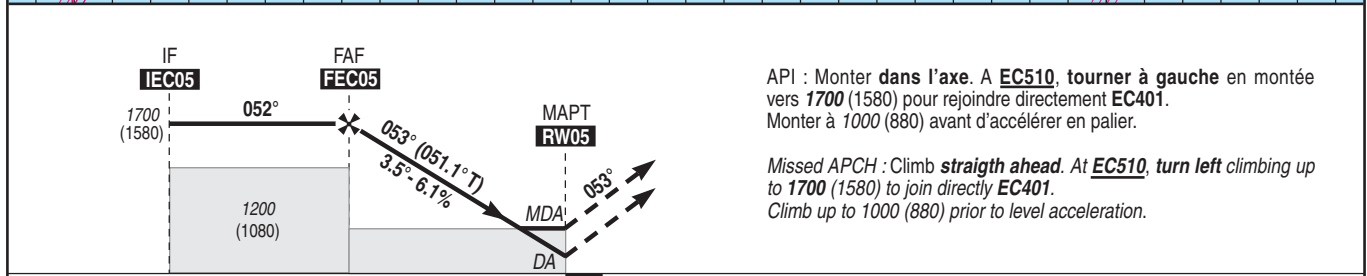 IF
IEC05
FAF
FEC05
1700
(1580)
052°
053° (051.1°T)
3.5° - 6.1%
MAPT
RW05
053°
1200
(1080)
MDA
DA
API : Monter dans l'axe. A EC510, tourner à gauche en montée
vers 1700 (1580) pour rejoindre directement EC401.
Monter à 1000 (880) avant d'accélérer en palier.
Missed APCH : Climb straigth ahead. At EC510, turn left climbing up
to 1700 (1580) to join directly EC401.
Climb up to 1000 (880) prior to level acceleration.